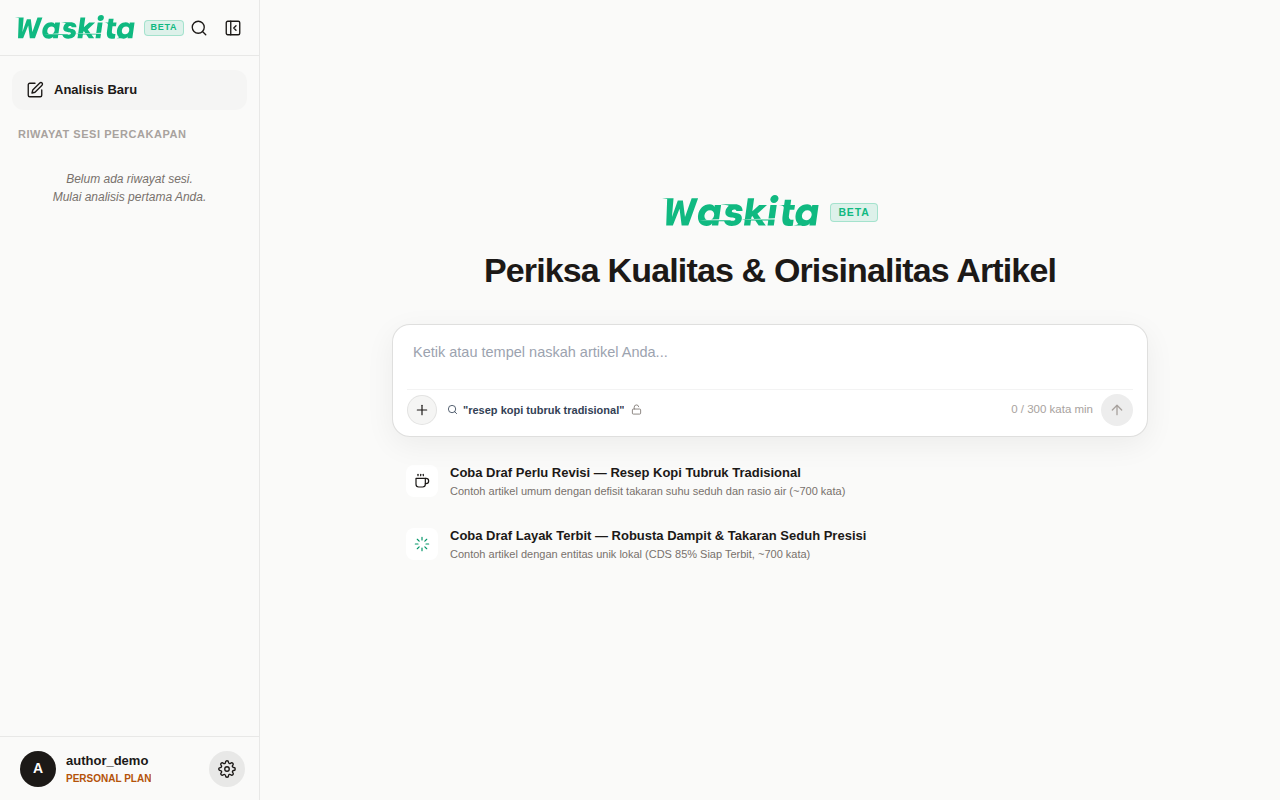 Waskita BETA
Analisis Baru
RIWAYAT SESI PERCAKAPAN
Belum ada riwayat sesi.
Mulai analisis pertama Anda.
A
author_demo
PERSONAL PLAN
Waskita BETA
Periksa Kualitas & Orisinalitas Artikel
Ketik atau tempel naskah artikel Anda...
"resep kopi tubruk tradisional"
0 / 300 kata min
Coba Draf Perlu Revisi — Resep Kopi Tubruk Tradisional
Contoh artikel umum dengan defisit takaran suhu seduh dan rasio air (~700 kata)
Coba Draf Layak Terbit — Robusta Dampit & Takaran Seduh Presisi
Contoh artikel dengan entitas unik lokal (CDS 85% Siap Terbit, ~700 kata)